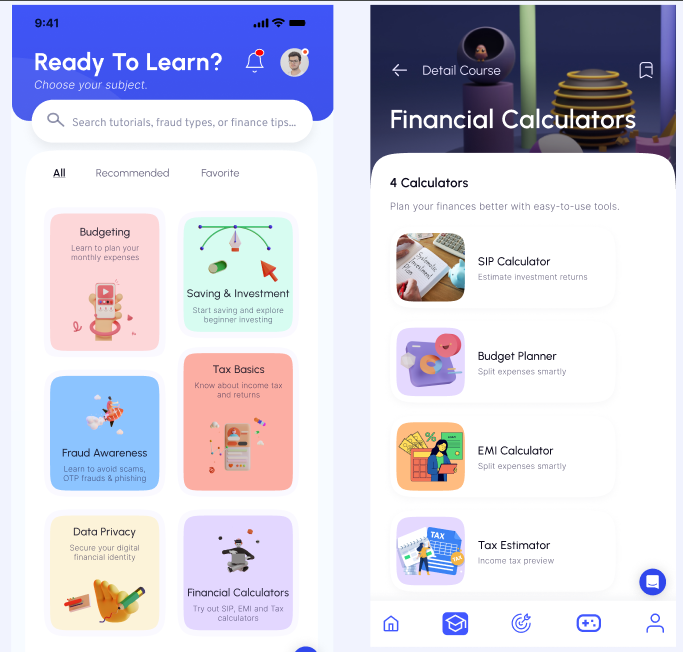 9:41
Ready To Learn?
Choose your subject.
Search tutorials, fraud types, or finance tips...
All
Recommended
Favorite
Budgeting
Learn to plan your
monthly expenses
Saving & Investment
Start saving and explore
beginner investing
Fraud Awareness
Learn to avoid scams,
OTP frauds & phishing
Tax Basics
Know about income tax
and returns
Data Privacy
Secure your digital
financial identity
Financial Calculators
Try out SIP, EMI and Tax
calculators
Detail Course
Financial Calculators
4 Calculators
Plan your finances better with easy-to-use tools.
Systematic
Investment
Plan
SIP Calculator
Estimate investment returns
Budget Planner
Split expenses smartly
%
EMI Calculator
Split expenses smartly
TAX
TAX
Tax Estimator
Income tax preview